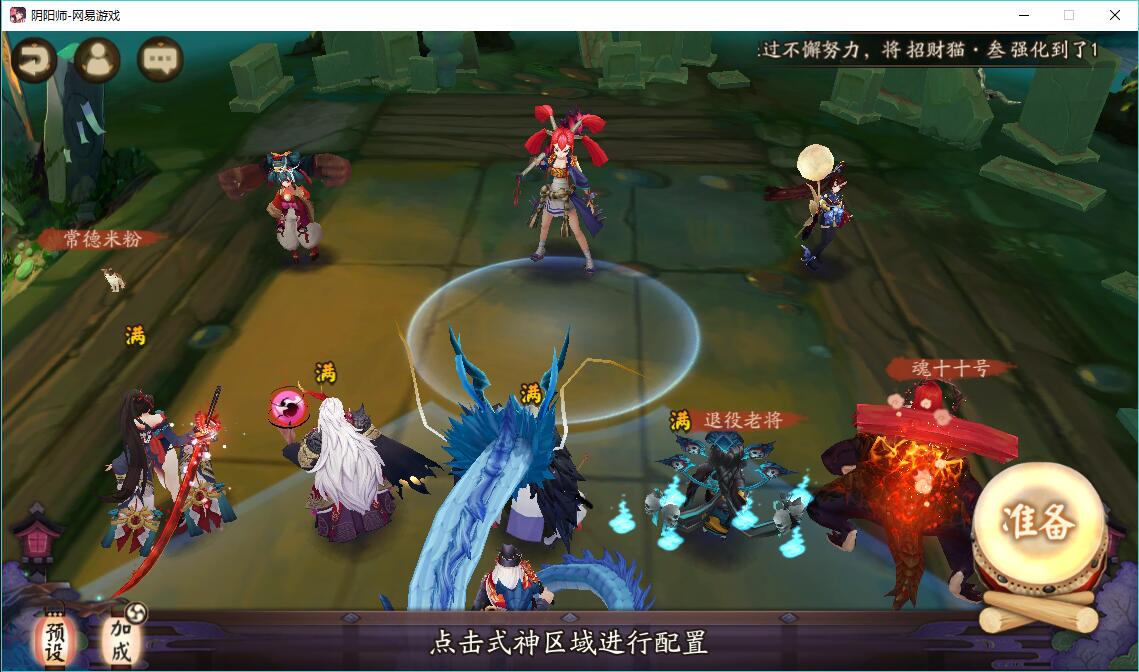 阴阳师-网易游戏
过不懈努力，将 招财猫·叁 强化到了1
常德米粉
满
满
满
满 退役老将
魂十十号
准备
预设
加成
点击式神区域进行配置